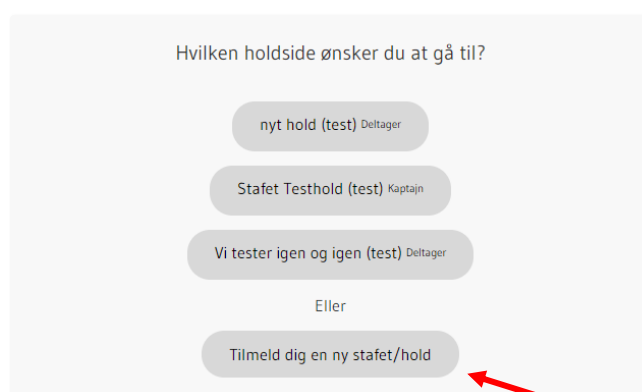 Hvilken holdside ønsker du at gå til?
nyt hold (test) Deltager
Stafet Testhold (test) Kaptajn
Vi tester igen og igen (test) Deltager
Eller
Tilmeld dig en ny stafet/hold